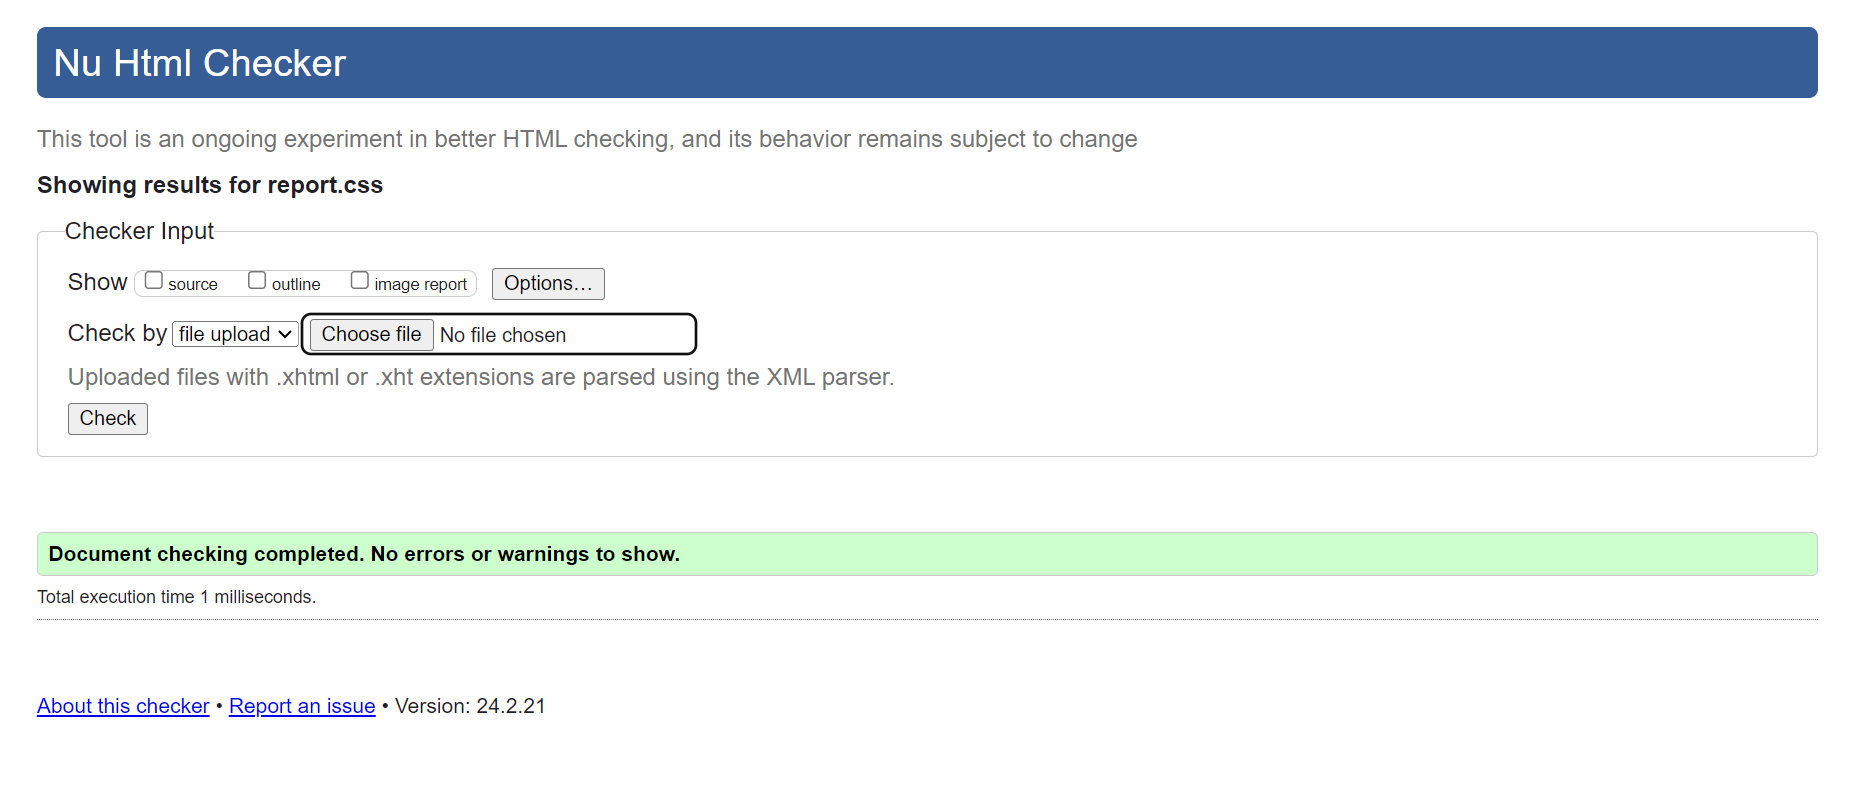 Nu Html Checker
This tool is an ongoing experiment in better HTML checking, and its behavior remains subject to change
Showing results for report.css
Checker Input
Show source outline image report Options...
Check by file upload Choose file No file chosen
Uploaded files with .xhtml or .xht extensions are parsed using the XML parser.
Check
Document checking completed. No errors or warnings to show.
Total execution time 1 milliseconds.
About this checker • Report an issue • Version: 24.2.21